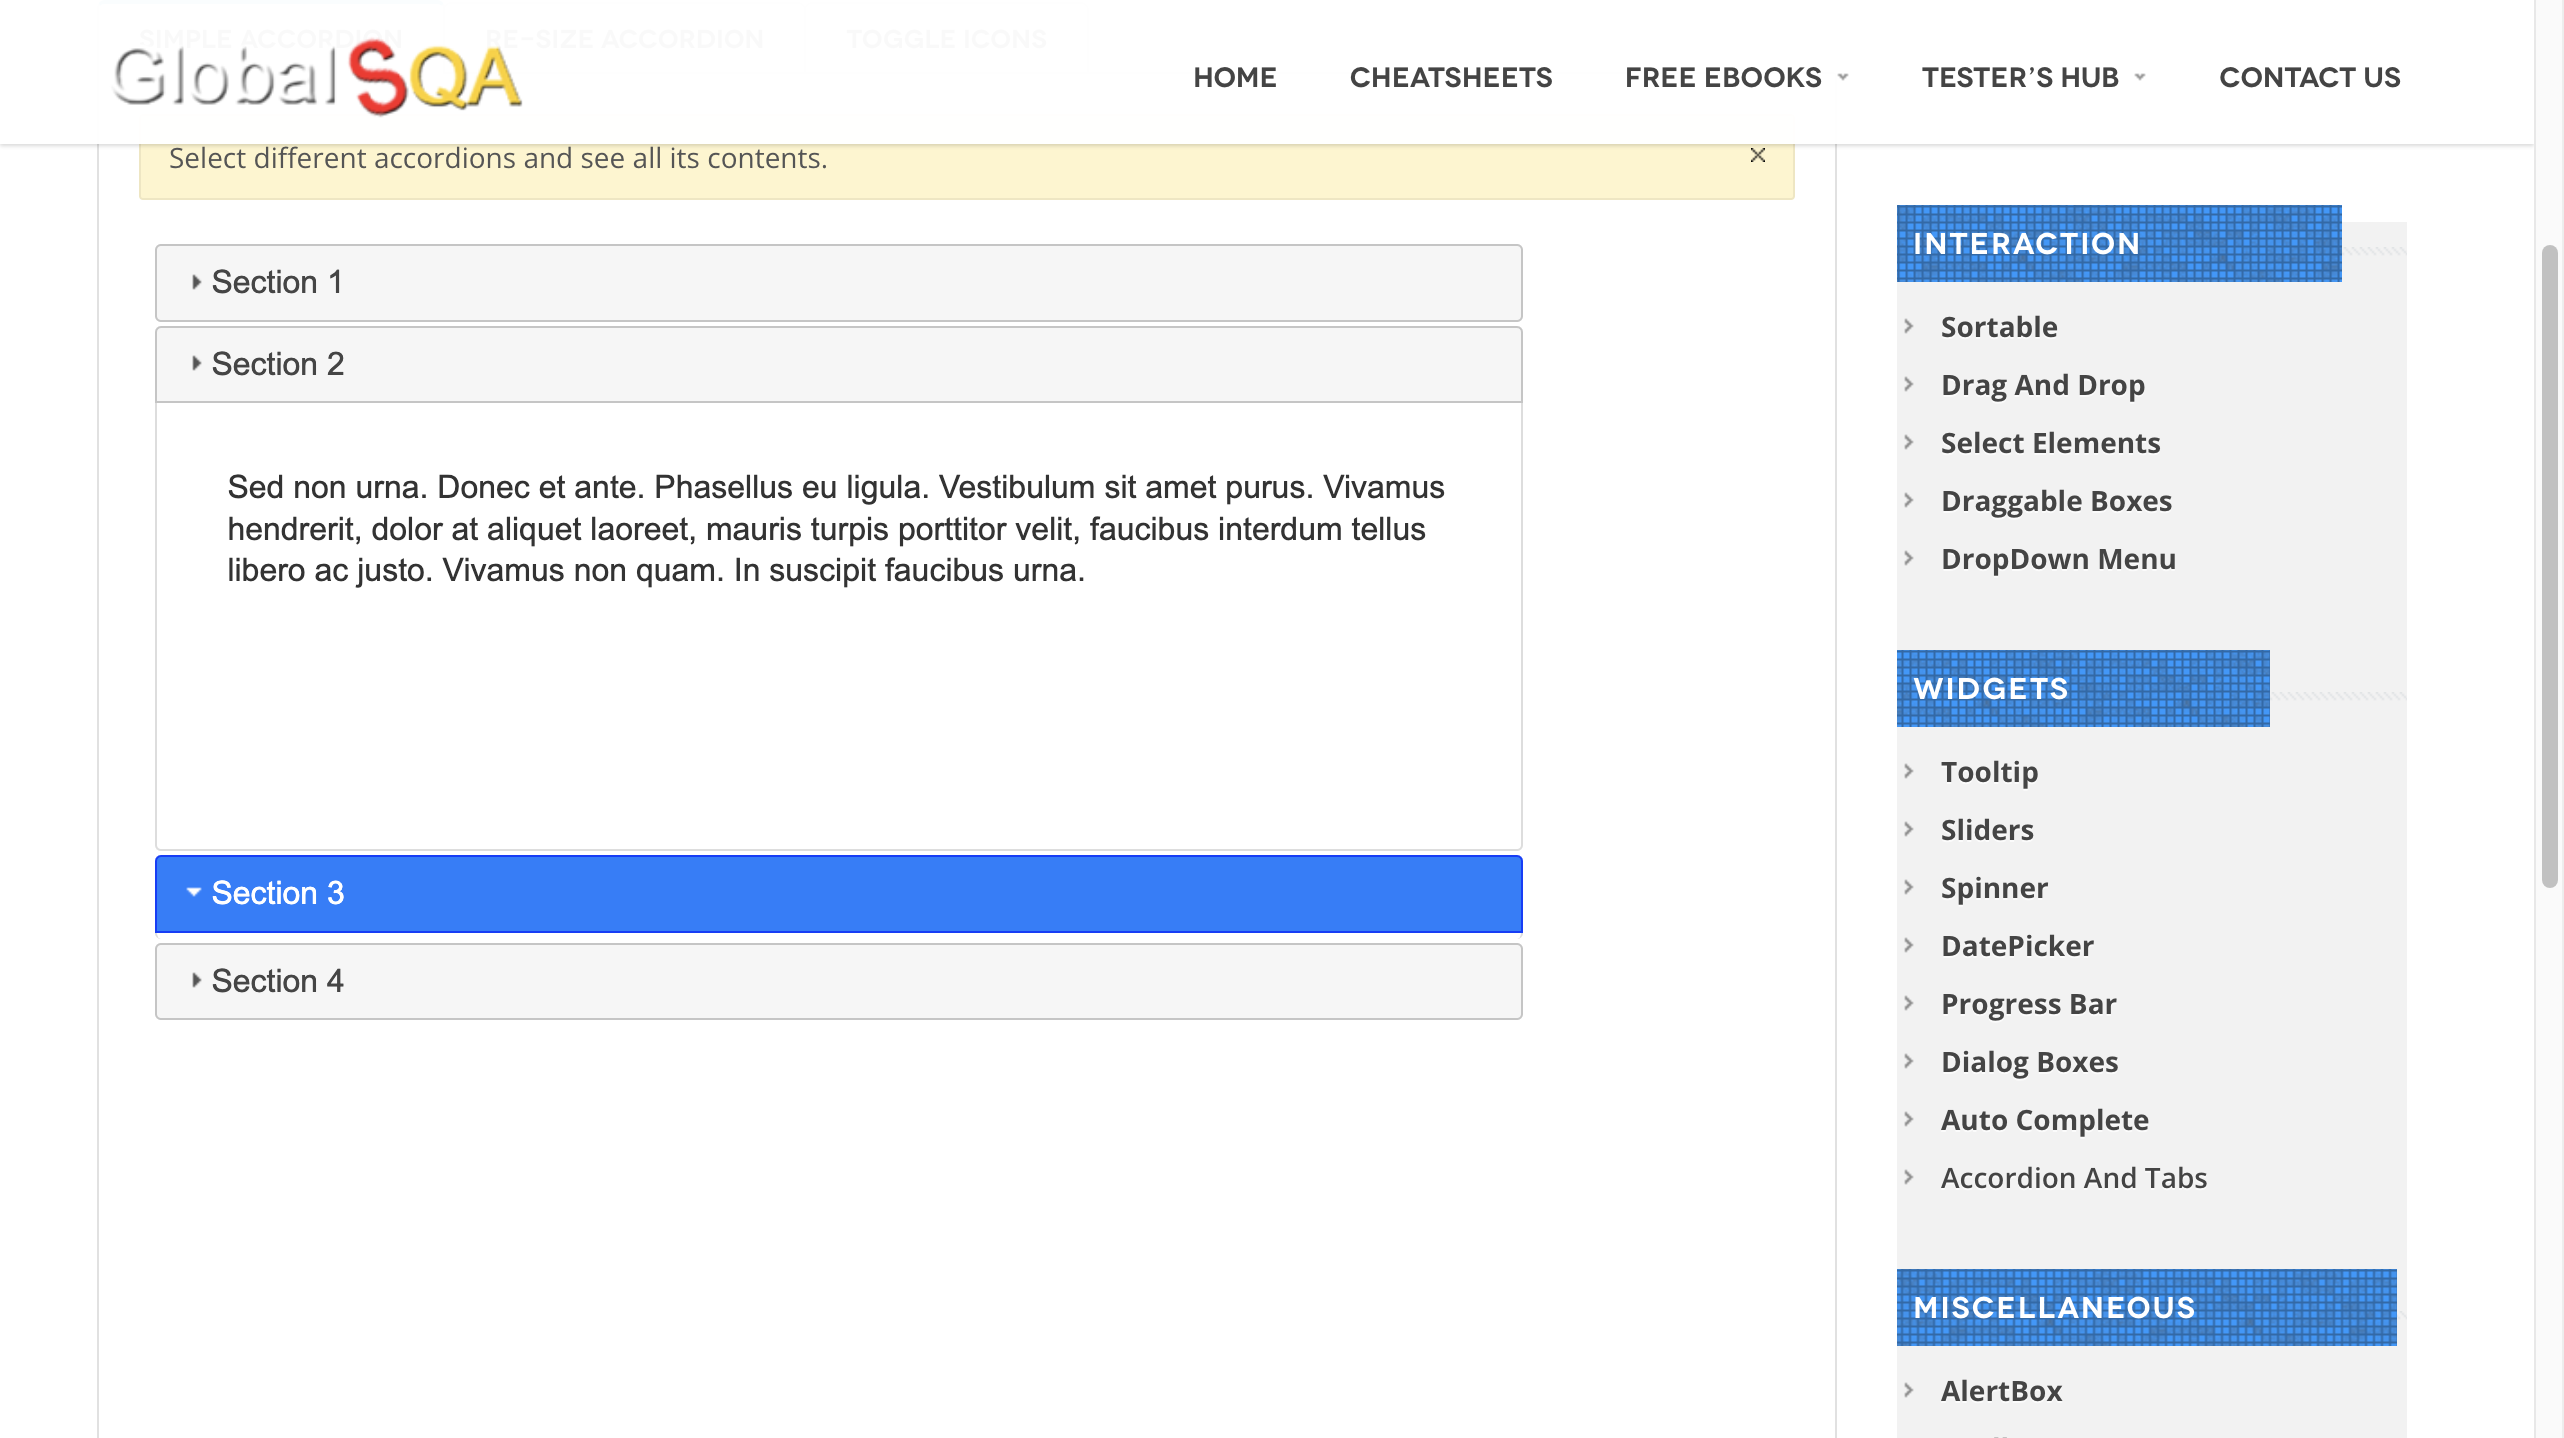 SIMPLE ACCORDION RE-SIZE ACCORDION TOGGLE ICONS
GlobalSQA
HOME CHEATSHEETS FREE EBOOKS TESTER’S HUB CONTACT US
Select different accordions and see all its contents.
Section 1
Section 2
Sed non urna. Donec et ante. Phasellus eu ligula. Vestibulum sit amet purus. Vivamus
hendrerit, dolor at aliquet laoreet, mauris turpis porttitor velit, faucibus interdum tellus
libero ac justo. Vivamus non quam. In suscipit faucibus urna.
Section 3
Section 4
INTERACTION
Sortable
Drag And Drop
Select Elements
Draggable Boxes
DropDown Menu
WIDGETS
Tooltip
Sliders
Spinner
DatePicker
Progress Bar
Dialog Boxes
Auto Complete
Accordion And Tabs
MISCELLANEOUS
AlertBox